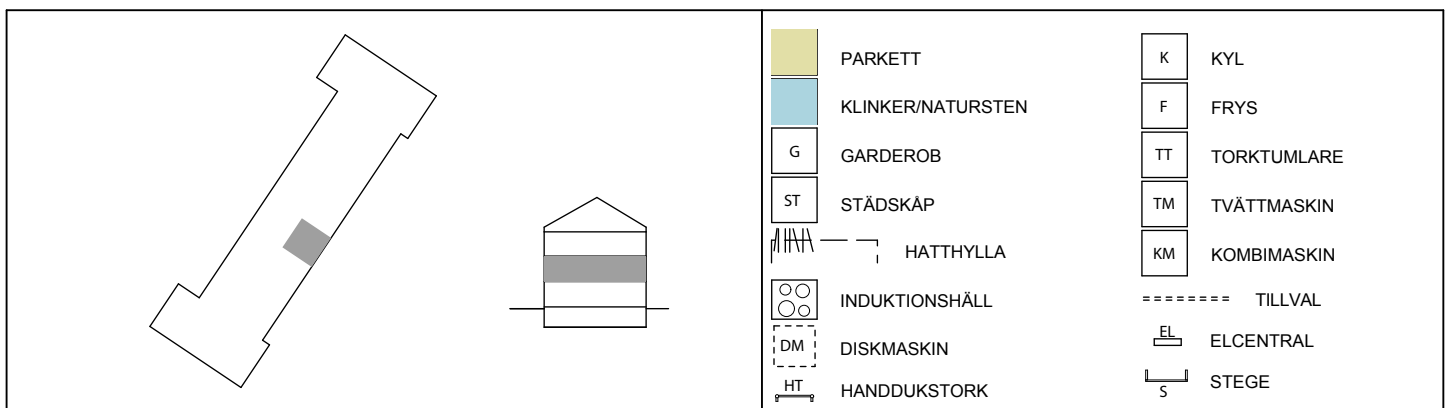 PARKETT
KLINKER/NATURSTEN
G GARDEROB
ST STÄDSKÅP
HATTHYLLA
INDUKTIONSHÄLL
DM DISKMASKIN
HT HANDDUKSTORK
K KYL
F FRYS
TT TORKTUMLARE
TM TVÄTTMASKIN
KM KOMBIMASKIN
TILLVAL
EL ELCENTRAL
S STEGE